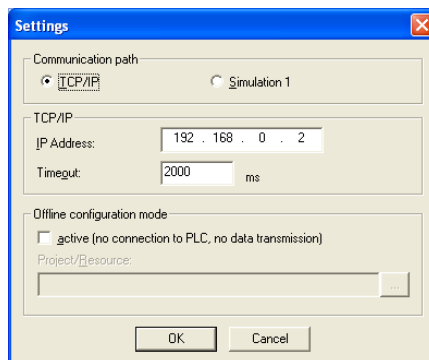 Settings
Communication path
TCP/IP
Simulation 1
TCP/IP
IP Address:
192 . 168 . 0 . 2
Timeout:
2000
ms
Offline configuration mode
active (no connection to PLC, no data transmission)
Project/Resource:
...
OK
Cancel